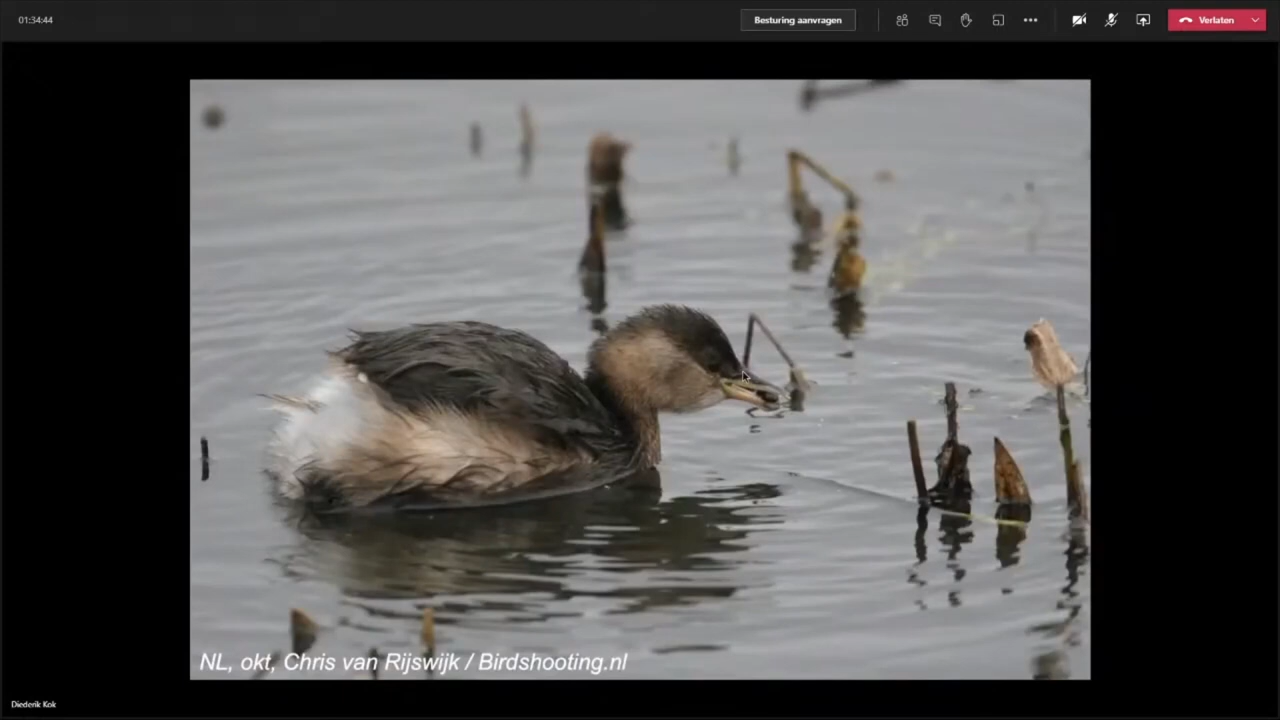 01:34:44
Besturing aanvragen
Verlaten
NL, okt, Chris van Rijswijk / Birdshooting.nl
Diederik Kok